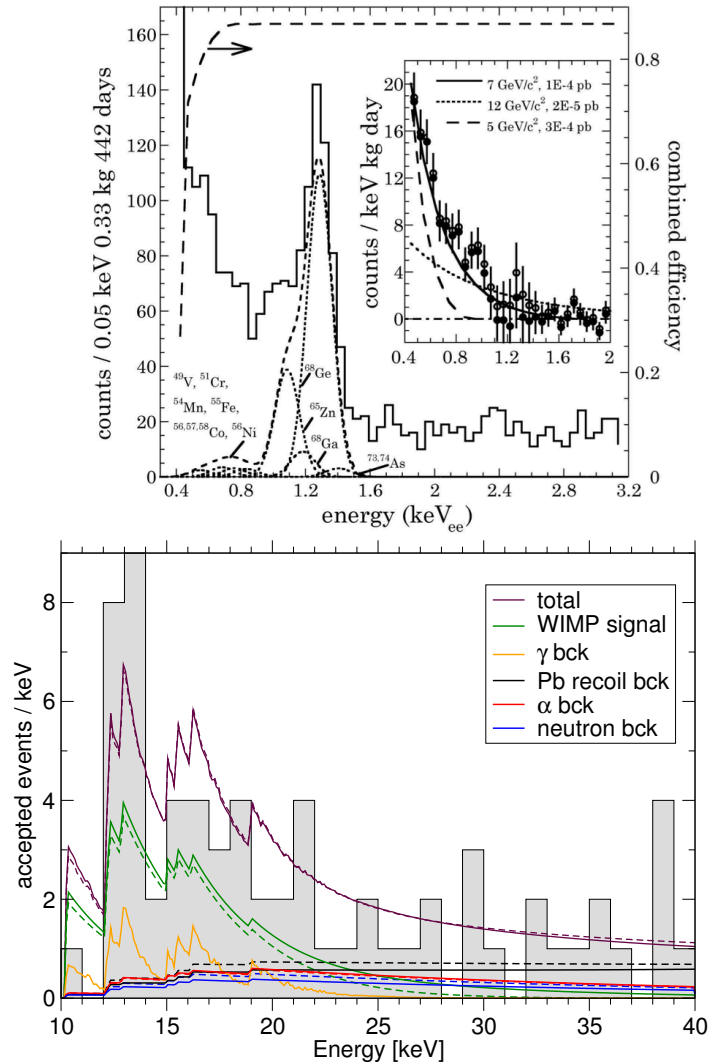 160
140
120
100
80
60
40
20
0
counts / 0.05 keV 0.33 kg 442 days
0.8
0.6
0.4
0.2
0
combined efficiency
20
16
12
8
4
0
counts / keV kg day
7 GeV/c², 1E-4 pb
12 GeV/c², 2E-5 pb
5 GeV/c², 3E-4 pb
0.4 0.8 1.2 1.6 2
⁴⁹V, ⁵¹Cr,
⁵⁴Mn, ⁵⁵Fe,
⁵⁶,⁵⁷,⁵⁸Co, ⁵⁶Ni
⁶⁸Ge
⁶⁵Zn
⁶⁸Ga
⁷³,⁷⁴As
0.4 0.8 1.2 1.6 2 2.4 2.8 3.2
energy (keVₑₑ)
8
6
4
2
0
accepted events / keV
total
WIMP signal
γ bck
Pb recoil bck
α bck
neutron bck
10 15 20 25 30 35 40
Energy [keV]